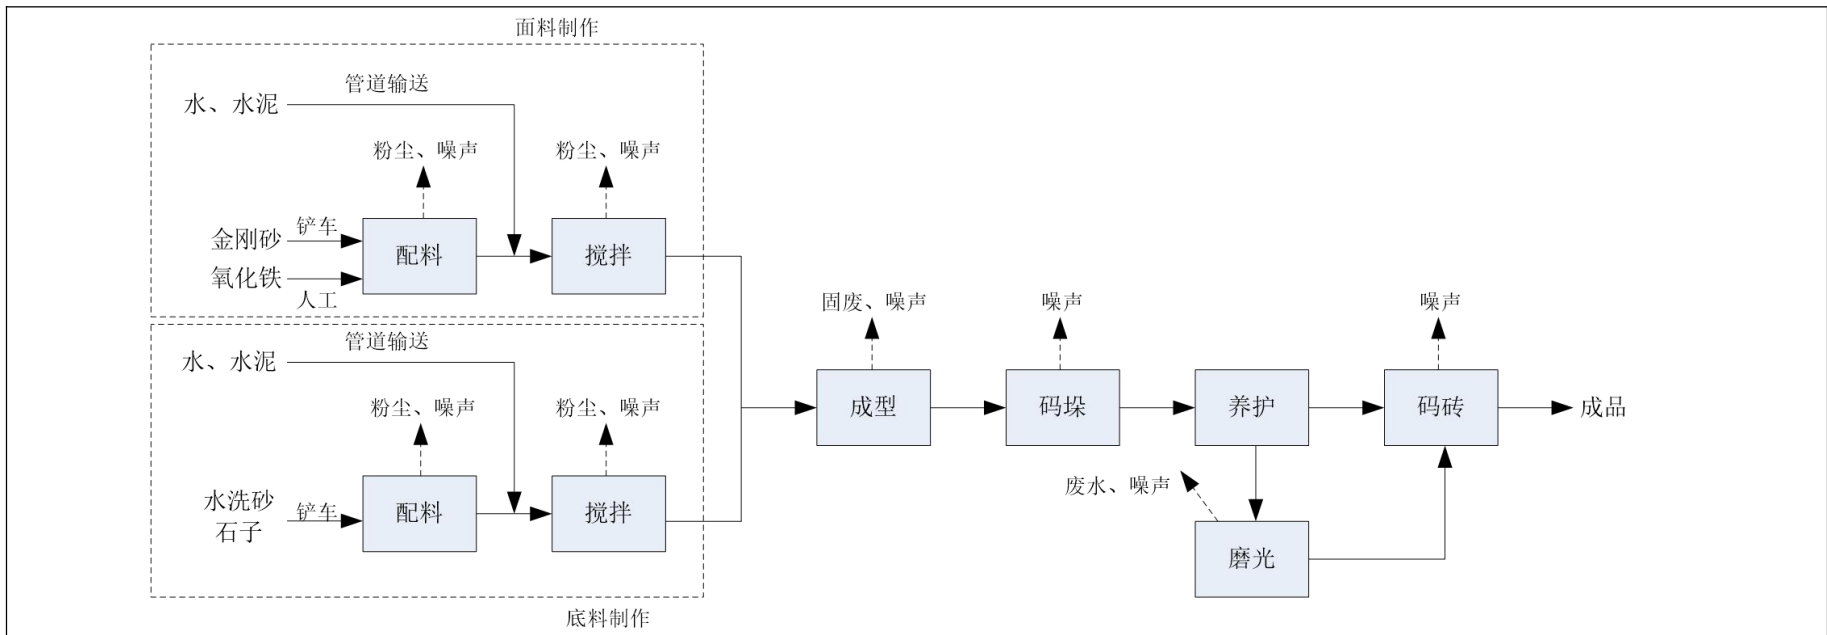 面料制作
管道输送
水、水泥
粉尘、噪声
粉尘、噪声
金刚砂
铲车
氧化铁
人工
配料
搅拌
管道输送
水、水泥
粉尘、噪声
粉尘、噪声
水洗砂
石子
铲车
配料
搅拌
底料制作
固废、噪声
噪声
噪声
成型
码垛
养护
码砖
成品
废水、噪声
磨光